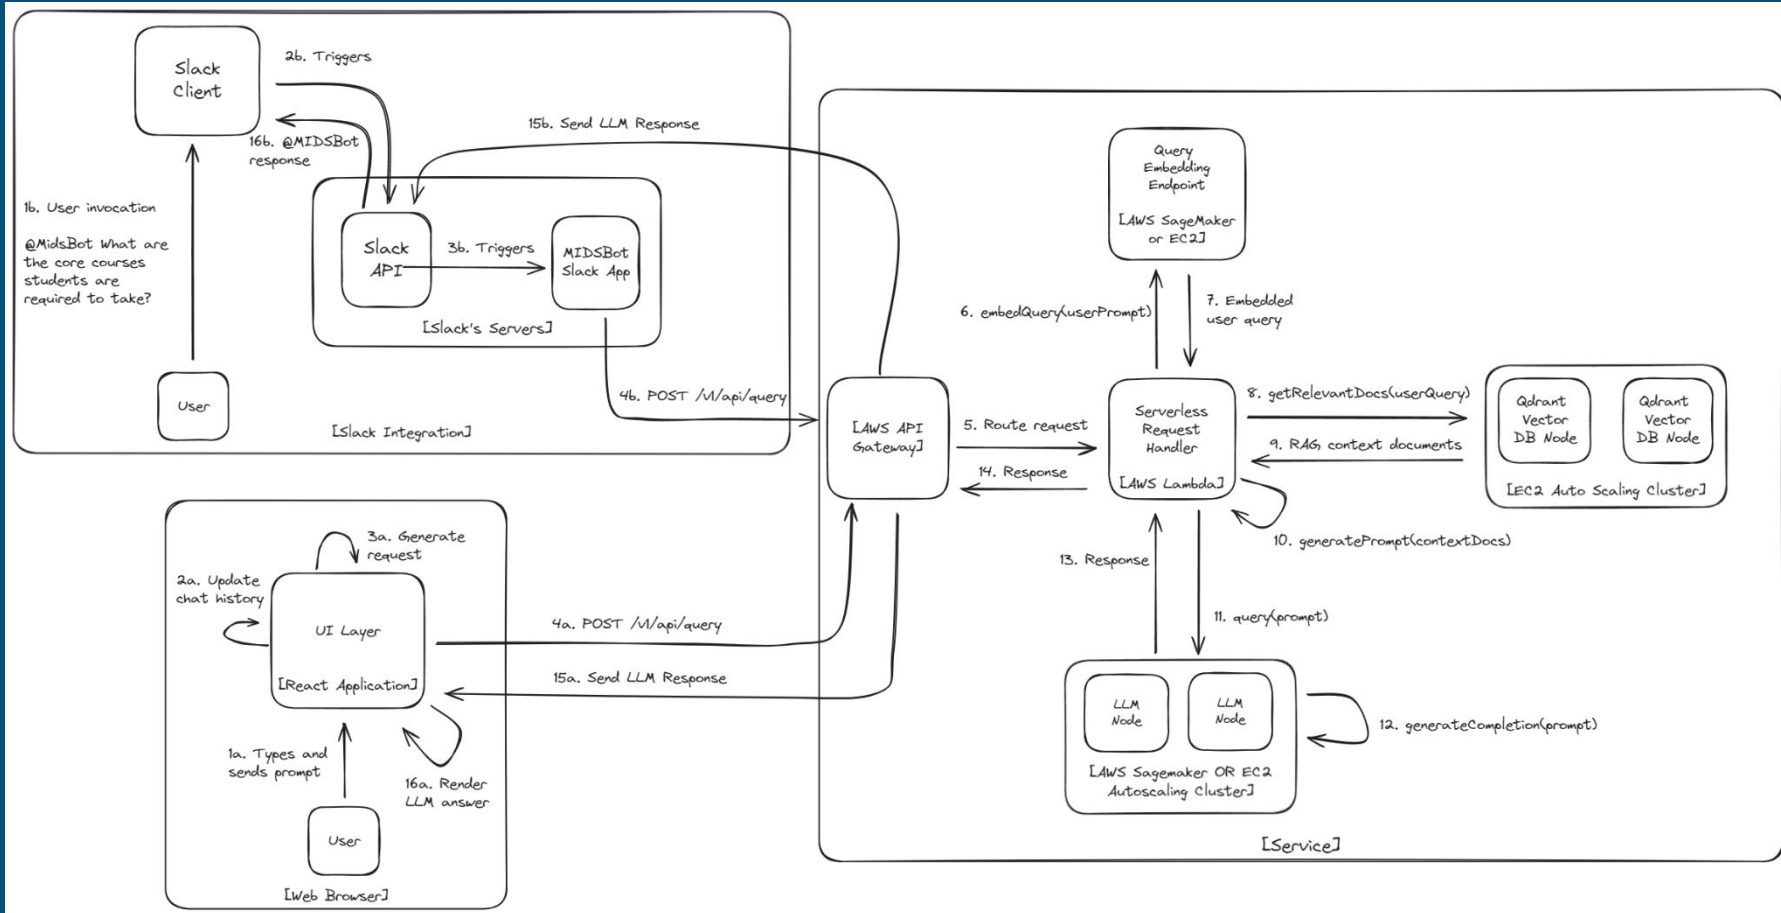 Slack
Client
2b. Triggers
16b. @MIDSBot
response
1b. User invocation
@MidsBot What are
the core courses
students are
required to take?
User
Slack
API
3b. Triggers
MIDSBot
Slack App
[Slack's Servers]
4b. POST /v1/api/query
[Slack Integration]
15b. Send LLM Response
Query
Embedding
Endpoint
[AWS SageMaker
or EC2]
6. embedQuery(userPrompt)
7. Embedded
user query
[AWS API
Gateway]
5. Route request
14. Response
Serverless
Request
Handler
[AWS Lambda]
8. getRelevantDocs(userQuery)
9. RAG context documents
Qdrant
Vector
DB Node
Qdrant
Vector
DB Node
[EC2 Auto Scaling Cluster]
10. generatePrompt(contextDocs)
13. Response
11. query(prompt)
LLM
Node
LLM
Node
12. generateCompletion(prompt)
[AWS Sagemaker OR EC2
Autoscaling Cluster]
[Service]
3a. Generate
request
2a. Update
chat history
UI Layer
[React Application]
4a. POST /v1/api/query
15a. Send LLM Response
1a. Types and
sends prompt
16a. Render
LLM answer
User
[Web Browser]